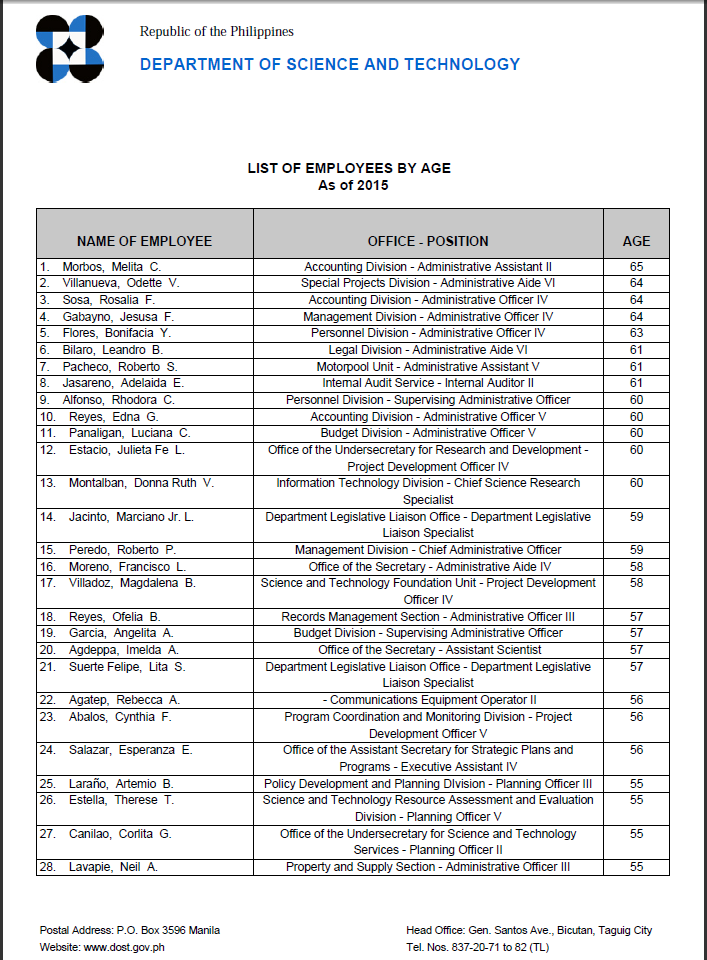 Republic of the Philippines
DEPARTMENT OF SCIENCE AND TECHNOLOGY
LIST OF EMPLOYEES BY AGE
As of 2015
NAME OF EMPLOYEE OFFICE - POSITION AGE
1. Morbos, Melita C. Accounting Division - Administrative Assistant II 65
2. Villanueva, Odette V. Special Projects Division - Administrative Aide VI 64
3. Sosa, Rosalia F. Accounting Division - Administrative Officer IV 64
4. Gabayno, Jesusa F. Management Division - Administrative Officer IV 64
5. Flores, Bonifacia Y. Personnel Division - Administrative Officer IV 63
6. Bilaro, Leandro B. Legal Division - Administrative Aide VI 61
7. Pacheco, Roberto S. Motorpool Unit - Administrative Assistant V 61
8. Jasareno, Adelaida E. Internal Audit Service - Internal Auditor II 61
9. Alfonso, Rhodora C. Personnel Division - Supervising Administrative Officer 60
10. Reyes, Edna G. Accounting Division - Administrative Officer V 60
11. Panaligan, Luciana C. Budget Division - Administrative Officer V 60
12. Estacio, Julieta Fe L. Office of the Undersecretary for Research and Development - 60
Project Development Officer IV
13. Montalban, Donna Ruth V. Information Technology Division - Chief Science Research 60
Specialist
14. Jacinto, Marciano Jr. L. Department Legislative Liaison Office - Department Legislative 59
Liaison Specialist
15. Peredo, Roberto P. Management Division - Chief Administrative Officer 59
16. Moreno, Francisco L. Office of the Secretary - Administrative Aide IV 58
17. Villadoz, Magdalena B. Science and Technology Foundation Unit - Project Development 58
Officer IV
18. Reyes, Ofelia B. Records Management Section - Administrative Officer III 57
19. Garcia, Angelita A. Budget Division - Supervising Administrative Officer 57
20. Agdeppa, Imelda A. Office of the Secretary - Assistant Scientist 57
21. Suerte Felipe, Lita S. Department Legislative Liaison Office - Department Legislative 57
Liaison Specialist
22. Agatep, Rebecca A. - Communications Equipment Operator II 56
23. Abalos, Cynthia F. Program Coordination and Monitoring Division - Project 56
Development Officer V
24. Salazar, Esperanza E. Office of the Assistant Secretary for Strategic Plans and 56
Programs - Executive Assistant IV
25. Laraño, Artemio B. Policy Development and Planning DIvision - Planning Officer III 55
26. Estella, Therese T. Science and Technology Resource Assessment and Evaluation 55
Division - Planning Officer V
27. Canilao, Corlita G. Office of the Undersecretary for Science and Technology 55
Services - Planning Officer II
28. Lavapie, Neil A. Property and Supply Section - Administrative Officer III 55
Postal Address: P.O. Box 3596 Manila Head Office: Gen. Santos Ave., Bicutan, Taguig City
Website: www.dost.gov.ph Tel. Nos. 837-20-71 to 82 (TL)